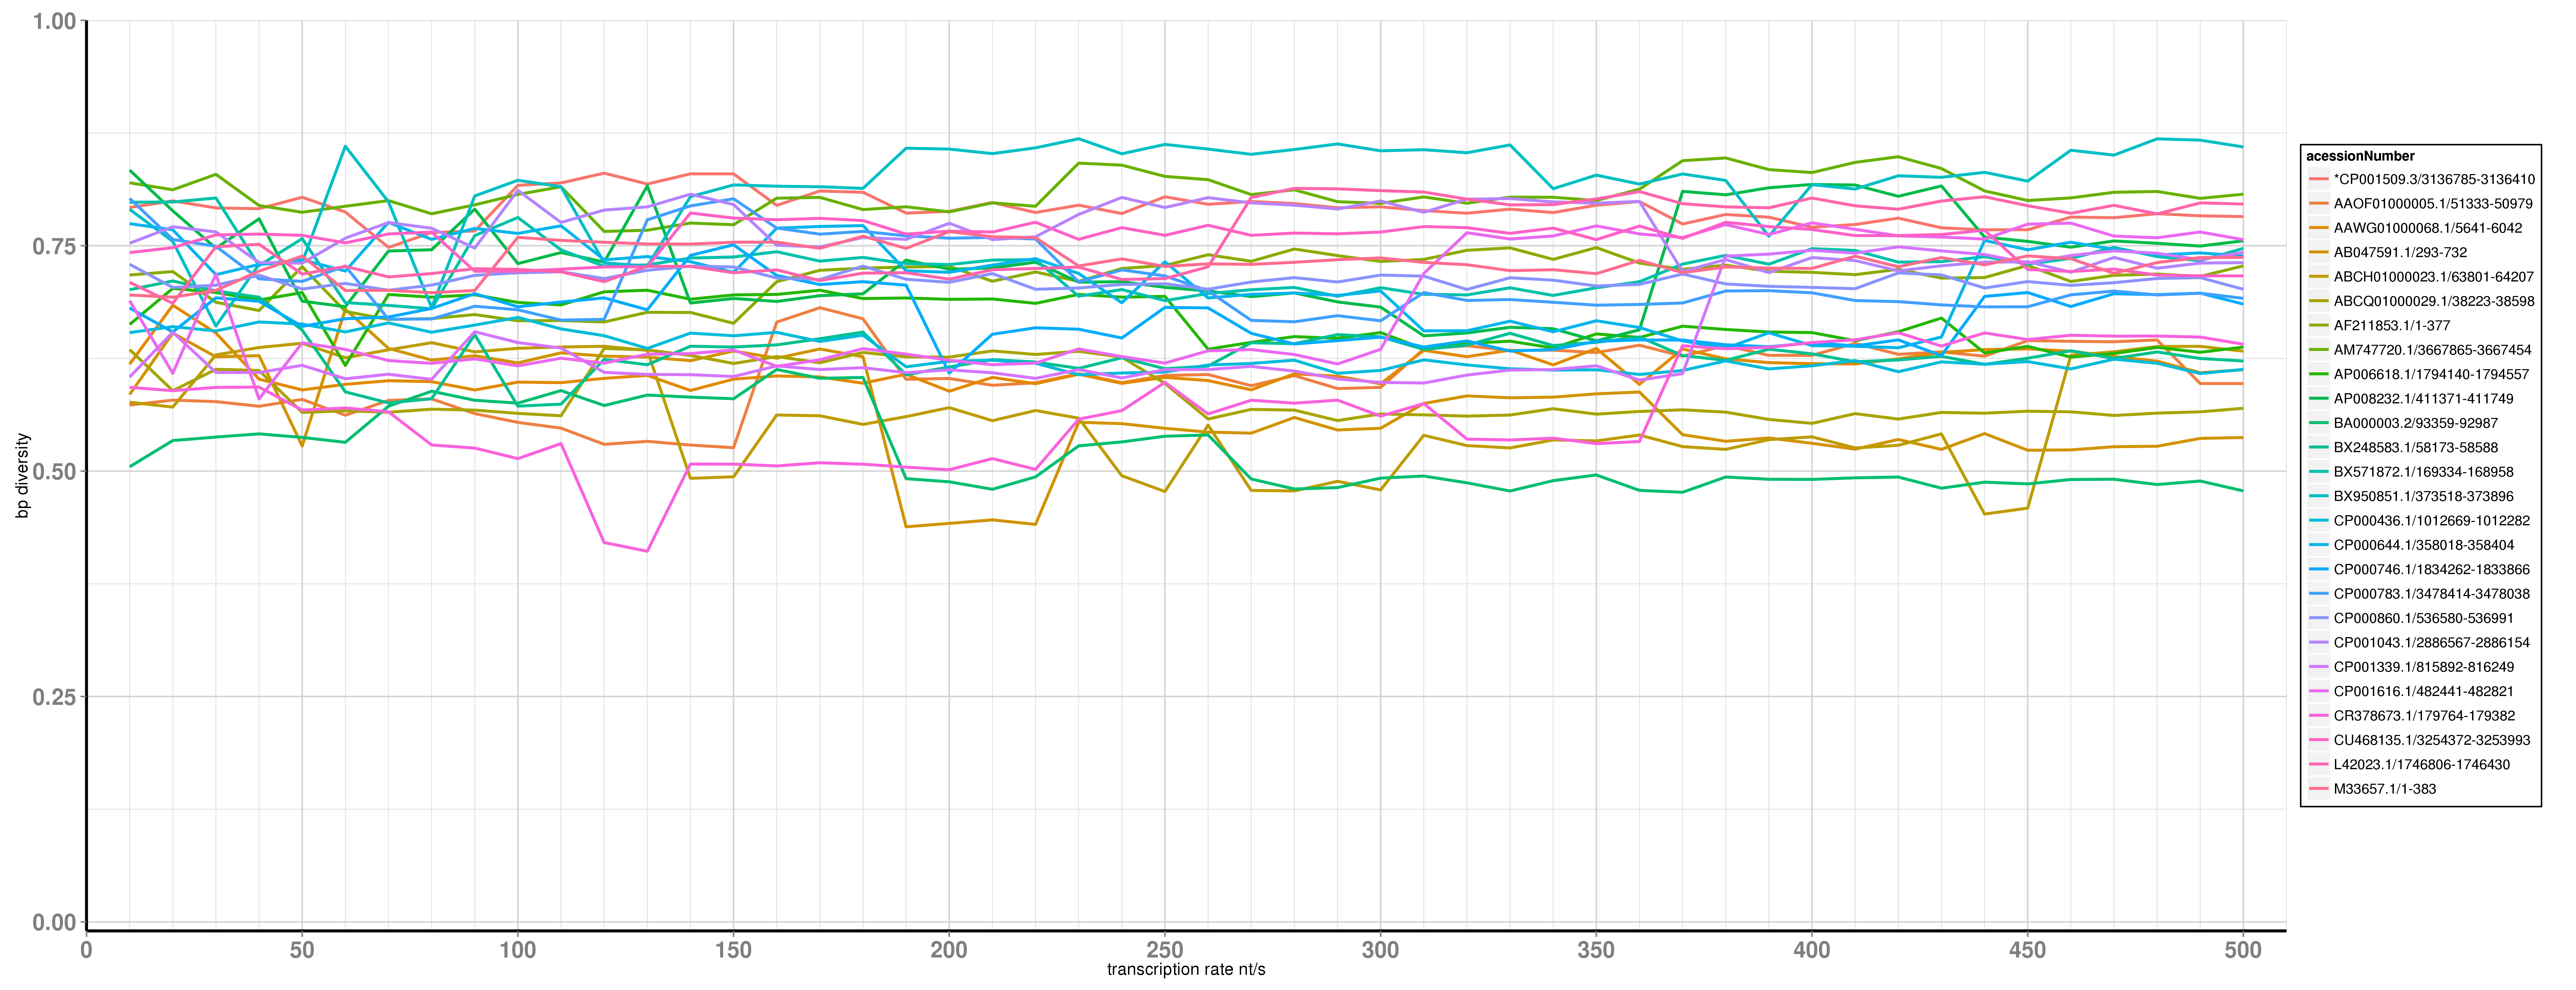 1.00
0.75
0.50
0.25
0.00
bp diversity
0 50 100 150 200 250 300 350 400 450 500
transcription rate nt/s
acessionNumber
*CP001509.3/3136785-3136410
AAOF01000005.1/51333-50979
AAWG01000068.1/5641-6042
AB047591.1/293-732
ABCH01000023.1/63801-64207
ABCQ01000029.1/38223-38598
AF211853.1/1-377
AM747720.1/3667865-3667454
AP006618.1/1794140-1794557
AP008232.1/411371-411749
BA000003.2/93359-92987
BX248583.1/58173-58588
BX571872.1/169334-168958
BX950851.1/373518-373896
CP000436.1/1012669-1012282
CP000644.1/358018-358404
CP000746.1/1834262-1833866
CP000783.1/3478414-3478038
CP000860.1/536580-536991
CP001043.1/2886567-2886154
CP001339.1/815892-816249
CP001616.1/482441-482821
CR378673.1/179764-179382
CU468135.1/3254372-3253993
L42023.1/1746806-1746430
M33657.1/1-383